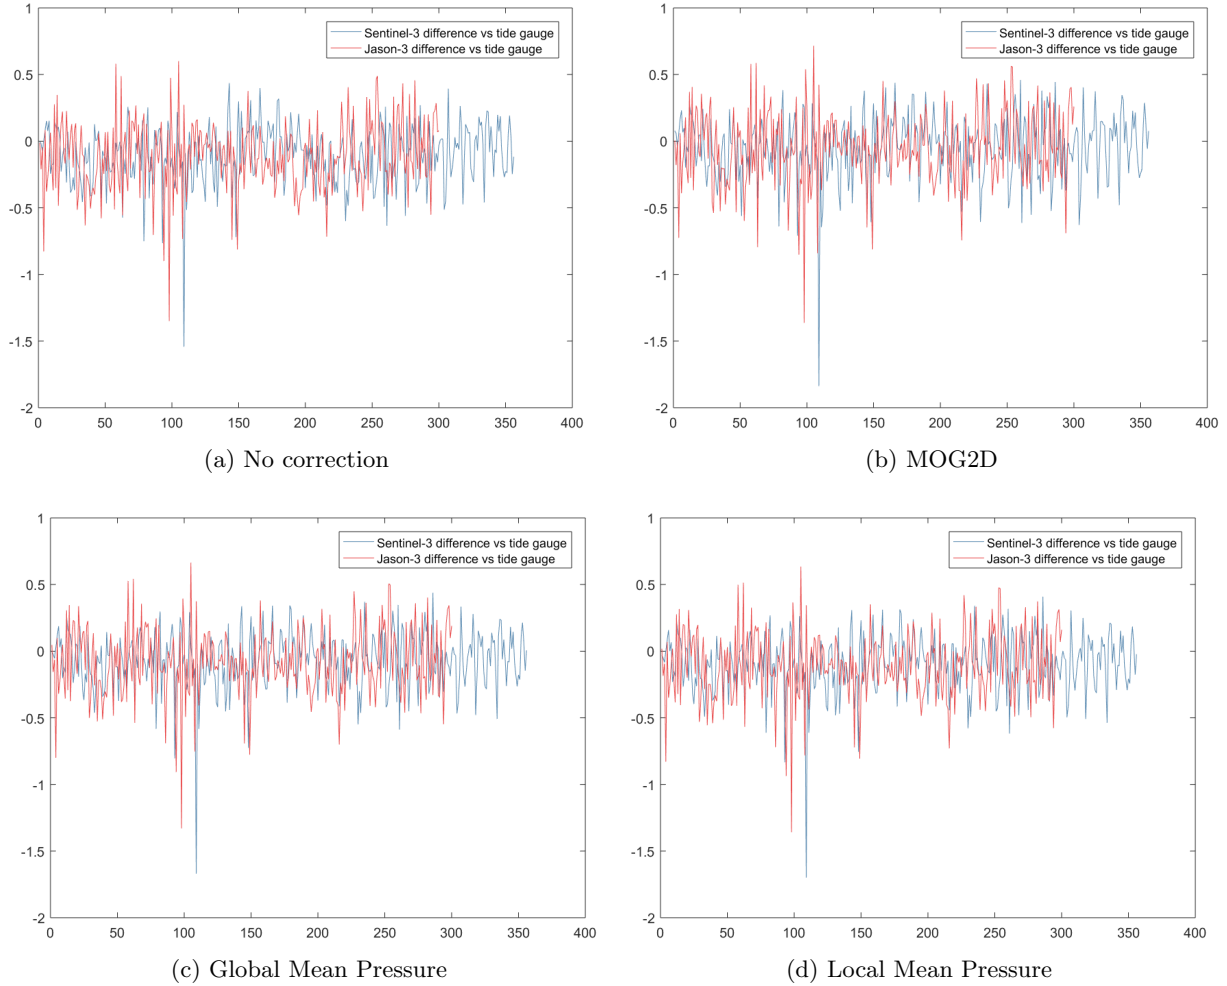 1
0.5
0
-0.5
-1
-1.5
-2
0 50 100 150 200 250 300 350 400
Sentinel-3 difference vs tide gauge
Jason-3 difference vs tide gauge
(a) No correction
1
0.5
0
-0.5
-1
-1.5
-2
0 50 100 150 200 250 300 350 400
Sentinel-3 difference vs tide gauge
Jason-3 difference vs tide gauge
(b) MOG2D
1
0.5
0
-0.5
-1
-1.5
-2
0 50 100 150 200 250 300 350 400
Sentinel-3 difference vs tide gauge
Jason-3 difference vs tide gauge
(c) Global Mean Pressure
1
0.5
0
-0.5
-1
-1.5
-2
0 50 100 150 200 250 300 350 400
Sentinel-3 difference vs tide gauge
Jason-3 difference vs tide gauge
(d) Local Mean Pressure